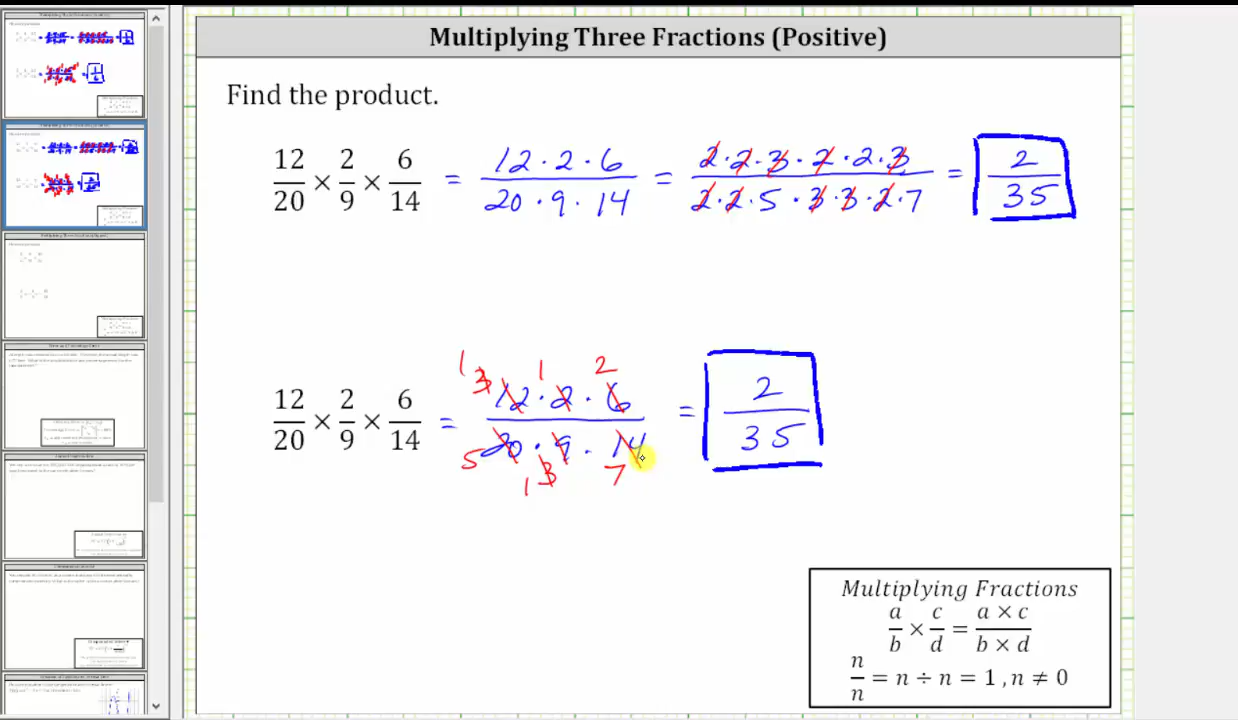 Multiplying Three Fractions (Positive)
Find the product.
12/20 × 2/9 × 6/14 = 12·2·6 / 20·9·14 = 2·2·3·2·2·3 / 2·2·5·3·3·2·7 = 2/35
1 3 1 2
12/20 × 2/9 × 6/14 = 12·2·6 / 20·9·14 = 2/35
5 1 3 7
Multiplying Fractions
a/b × c/d = a × c / b × d
n/n = n ÷ n = 1 , n ≠ 0